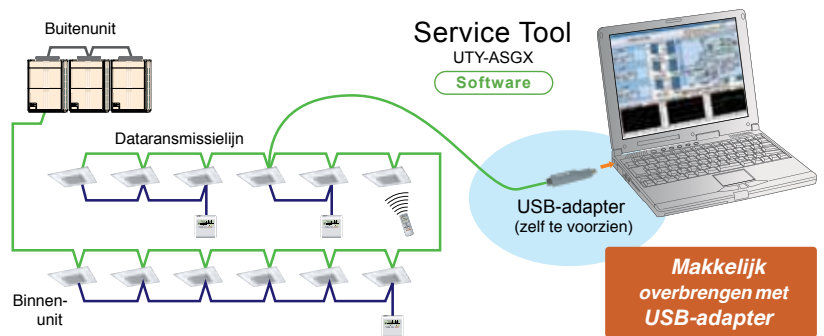 Buitenunit
Service Tool
UTY-ASGX
Software
Dataransmissielijn
USB-adapter
(zelf te voorzien)
Binnen-
unit
Makkelijk
overbrengen met
USB-adapter